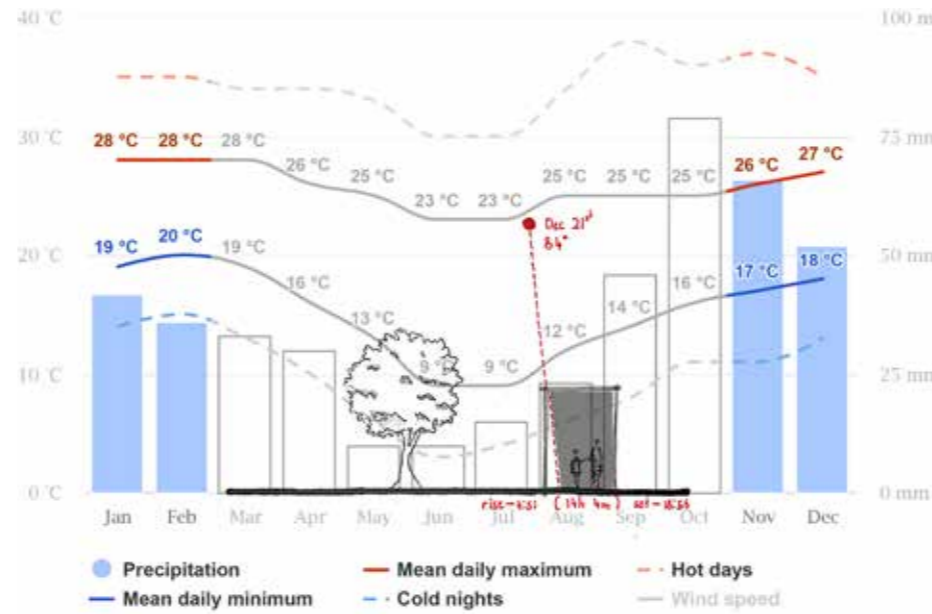 40 °C
100 m
30 °C
75 mm
20 °C
50 mm
10 °C
25 mm
0 °C
0 mm
28 °C 28 °C 28 °C 26 °C 25 °C 23 °C 23 °C 25 °C 25 °C 25 °C 26 °C 27 °C
19 °C 20 °C 19 °C 16 °C 13 °C 9 °C 9 °C 12 °C 14 °C 16 °C 17 °C 18 °C
Dec 21st
84°
(14h 4m)
Jan Feb Mar Apr May Jun Jul Aug Sep Oct Nov Dec
Precipitation Mean daily maximum Hot days
Mean daily minimum Cold nights Wind speed